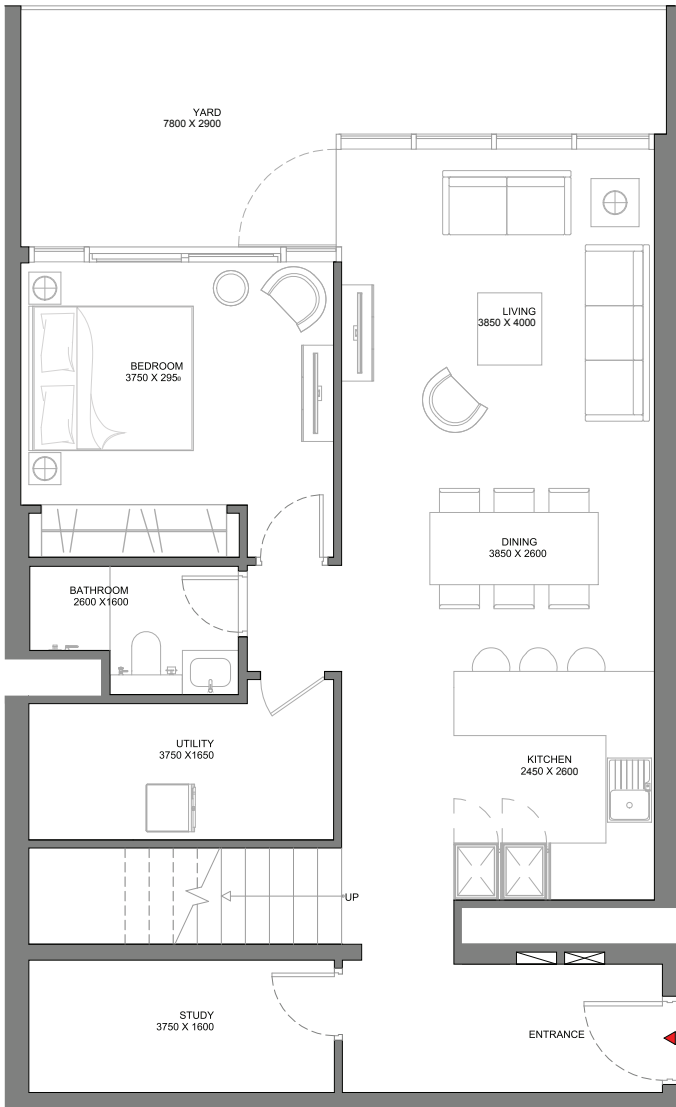 YARD
7800 X 2900
LIVING
3850 X 4000
BEDROOM
3750 X 2950
DINING
3850 X 2600
BATHROOM
2600 X1600
UTILITY
3750 X1650
KITCHEN
2450 X 2600
UP
STUDY
3750 X 1600
ENTRANCE